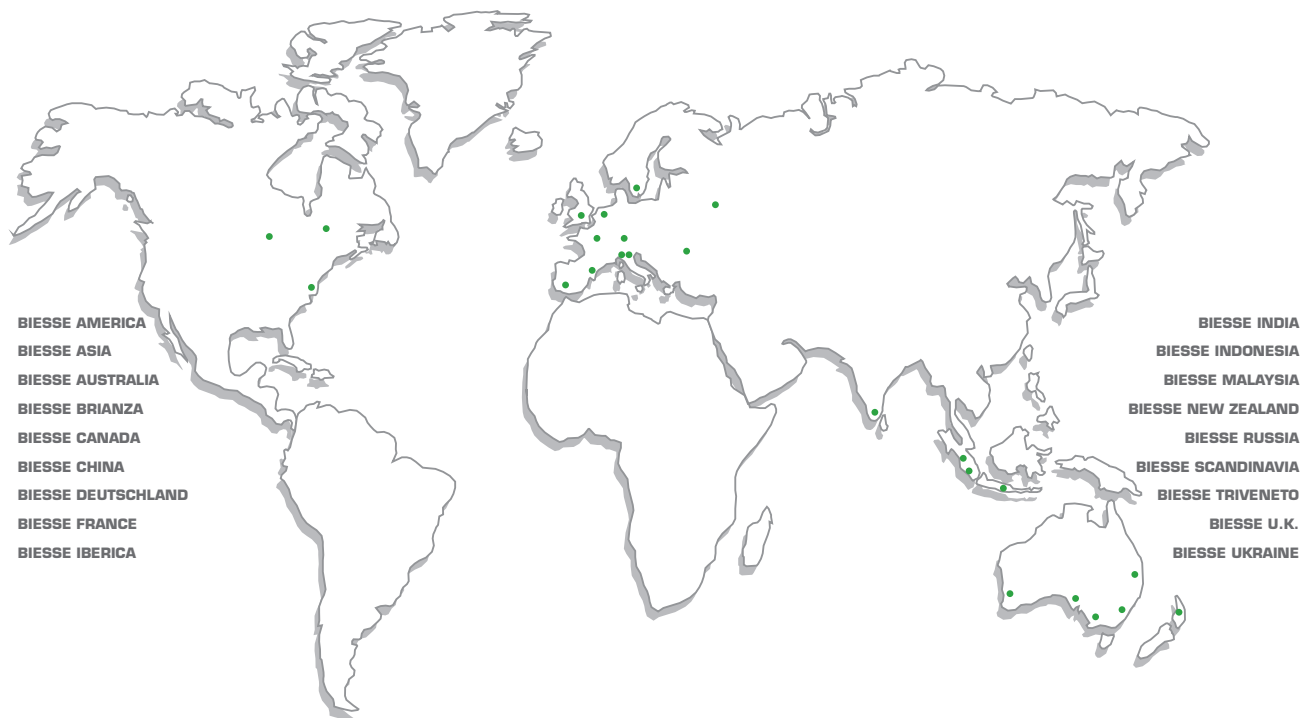 BIESSE AMERICA
BIESSE ASIA
BIESSE AUSTRALIA
BIESSE BRIANZA
BIESSE CANADA
BIESSE CHINA
BIESSE DEUTSCHLAND
BIESSE FRANCE
BIESSE IBERICA
BIESSE INDIA
BIESSE INDONESIA
BIESSE MALAYSIA
BIESSE NEW ZEALAND
BIESSE RUSSIA
BIESSE SCANDINAVIA
BIESSE TRIVENETO
BIESSE U.K.
BIESSE UKRAINE